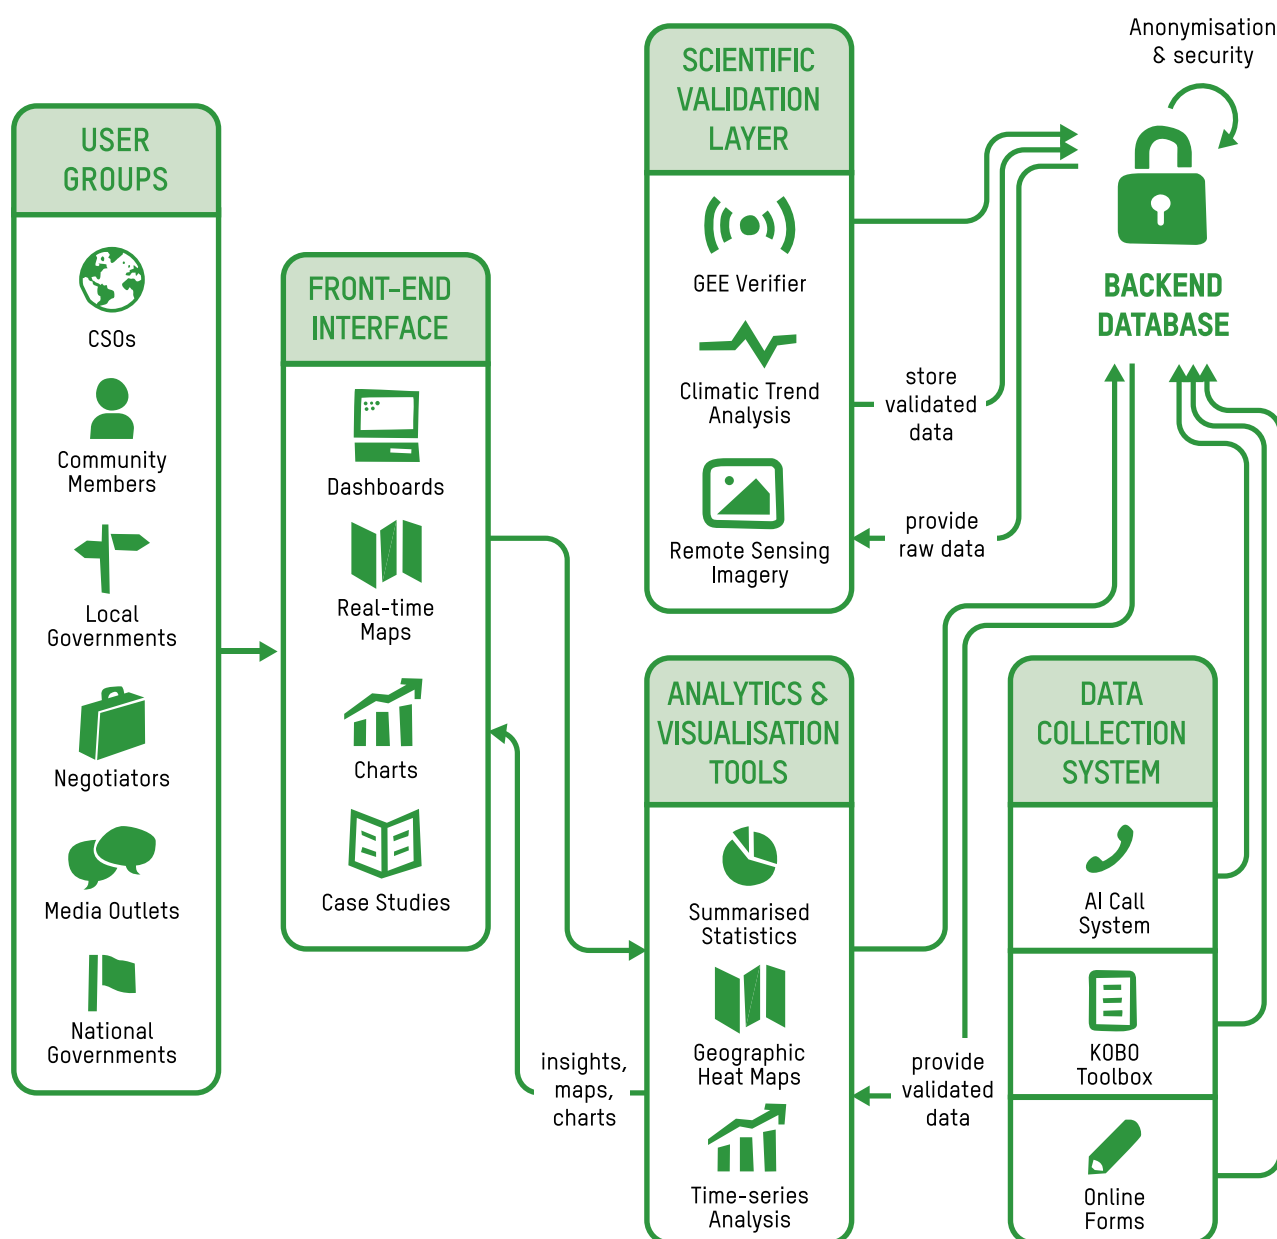 USER
GROUPS
CSOs
Community
Members
Local
Governments
Negotiators
Media Outlets
National
Governments
FRONT-END
INTERFACE
Dashboards
Real-time
Maps
Charts
Case Studies
SCIENTIFIC
VALIDATION
LAYER
GEE Verifier
Climatic Trend
Analysis
Remote Sensing
Imagery
store
validated
data
provide
raw data
Anonymisation
& security
BACKEND
DATABASE
ANALYTICS &
VISUALISATION
TOOLS
Summarised
Statistics
Geographic
Heat Maps
Time-series
Analysis
insights,
maps,
charts
provide
validated
data
DATA
COLLECTION
SYSTEM
AI Call
System
KOBO
Toolbox
Online
Forms